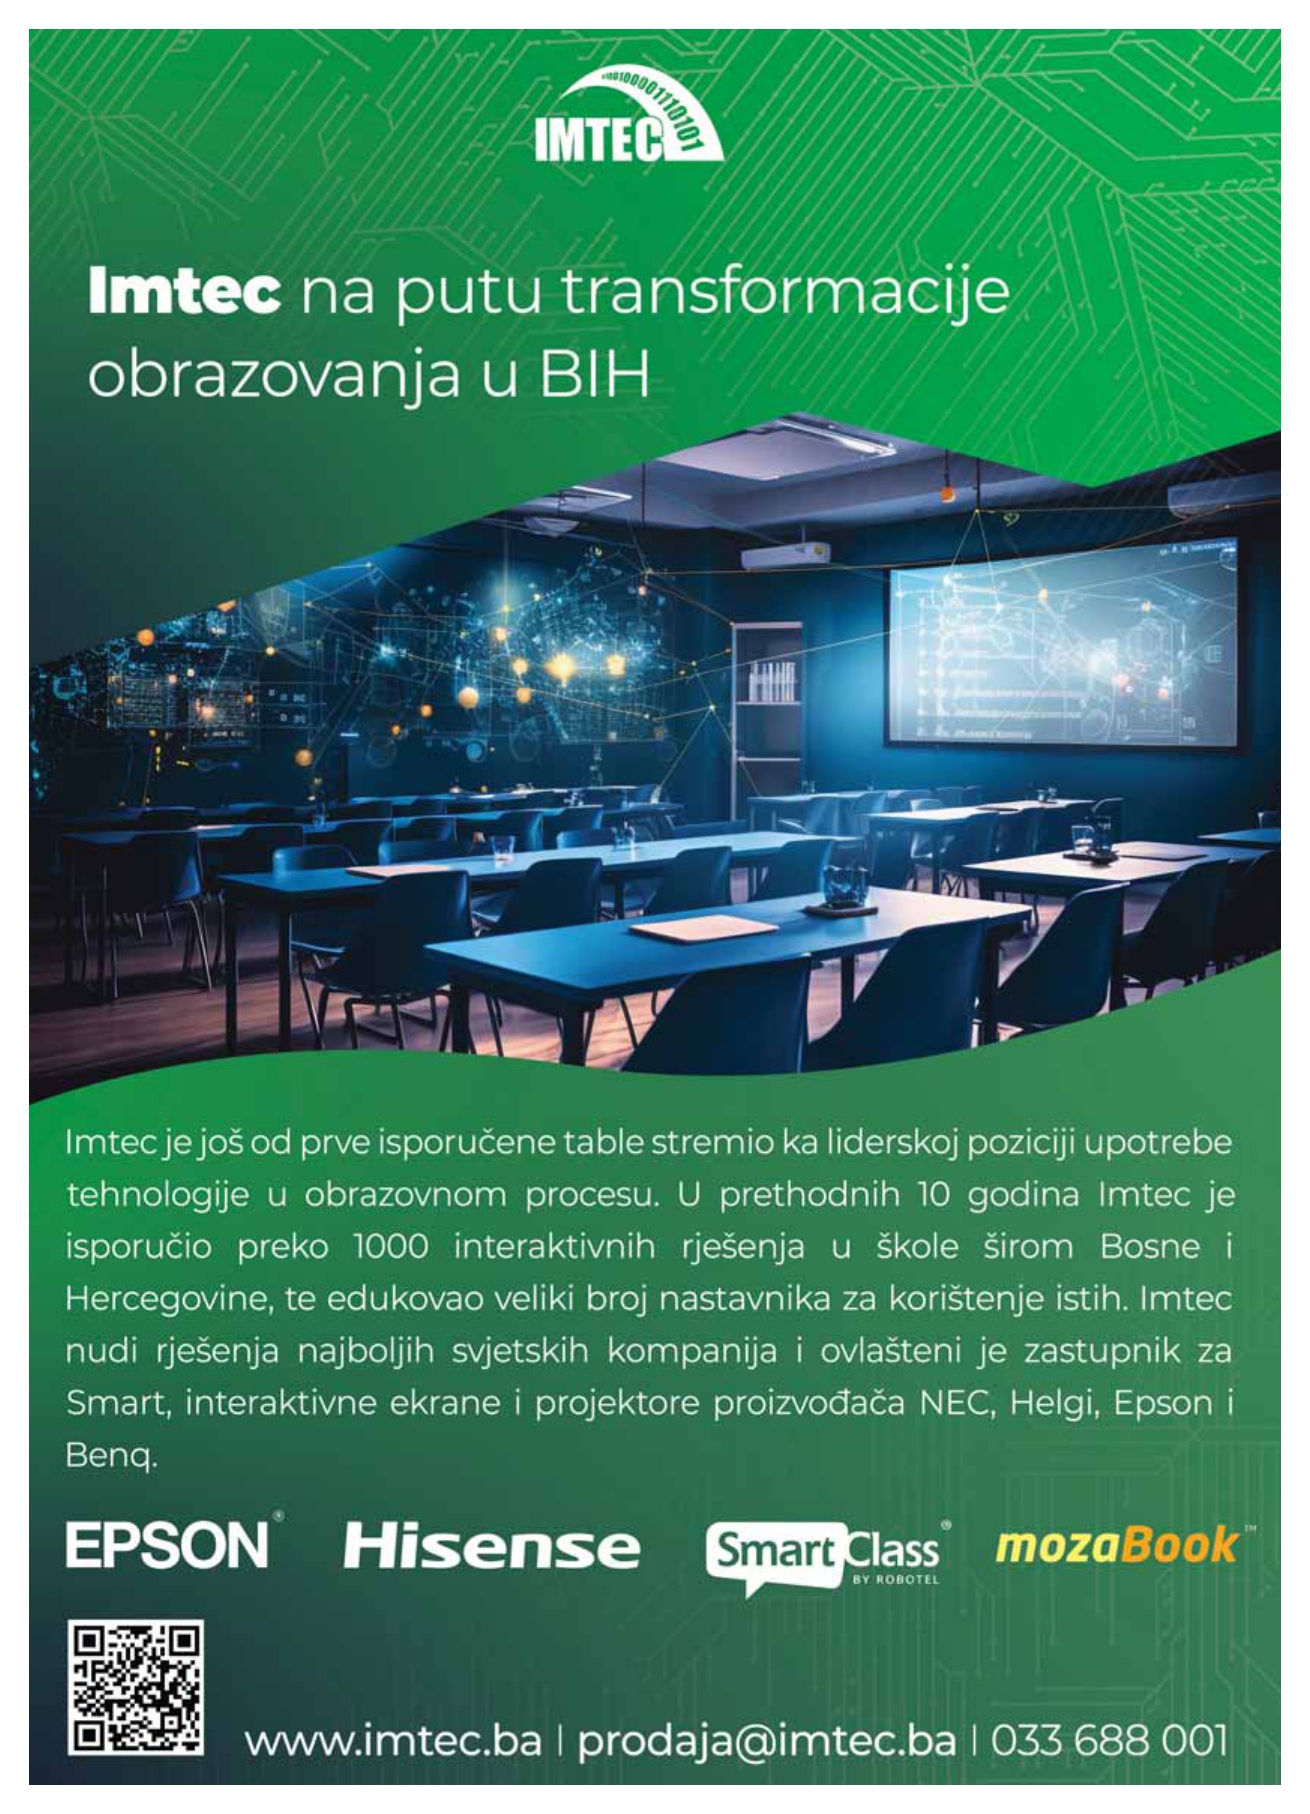 IMTEC
Imtec na putu transformacije
obrazovanja u BIH
Imtec je još od prve isporučene table stremio ka liderskoj poziciji upotrebe
tehnologije u obrazovnom procesu. U prethodnih 10 godina Imtec je
isporučio preko 1000 interaktivnih rješenja u škole širom Bosne i
Hercegovine, te edukovao veliki broj nastavnika za korištenje istih. Imtec
nudi rješenja najboljih svjetskih kompanija i ovlašteni je zastupnik za
Smart, interaktivne ekrane i projektore proizvođača NEC, Helgi, Epson i
Benq.
EPSON® Hisense SmartClass® mozaBook™
BY ROBOTEL
www.imtec.ba | prodaja@imtec.ba | 033 688 001